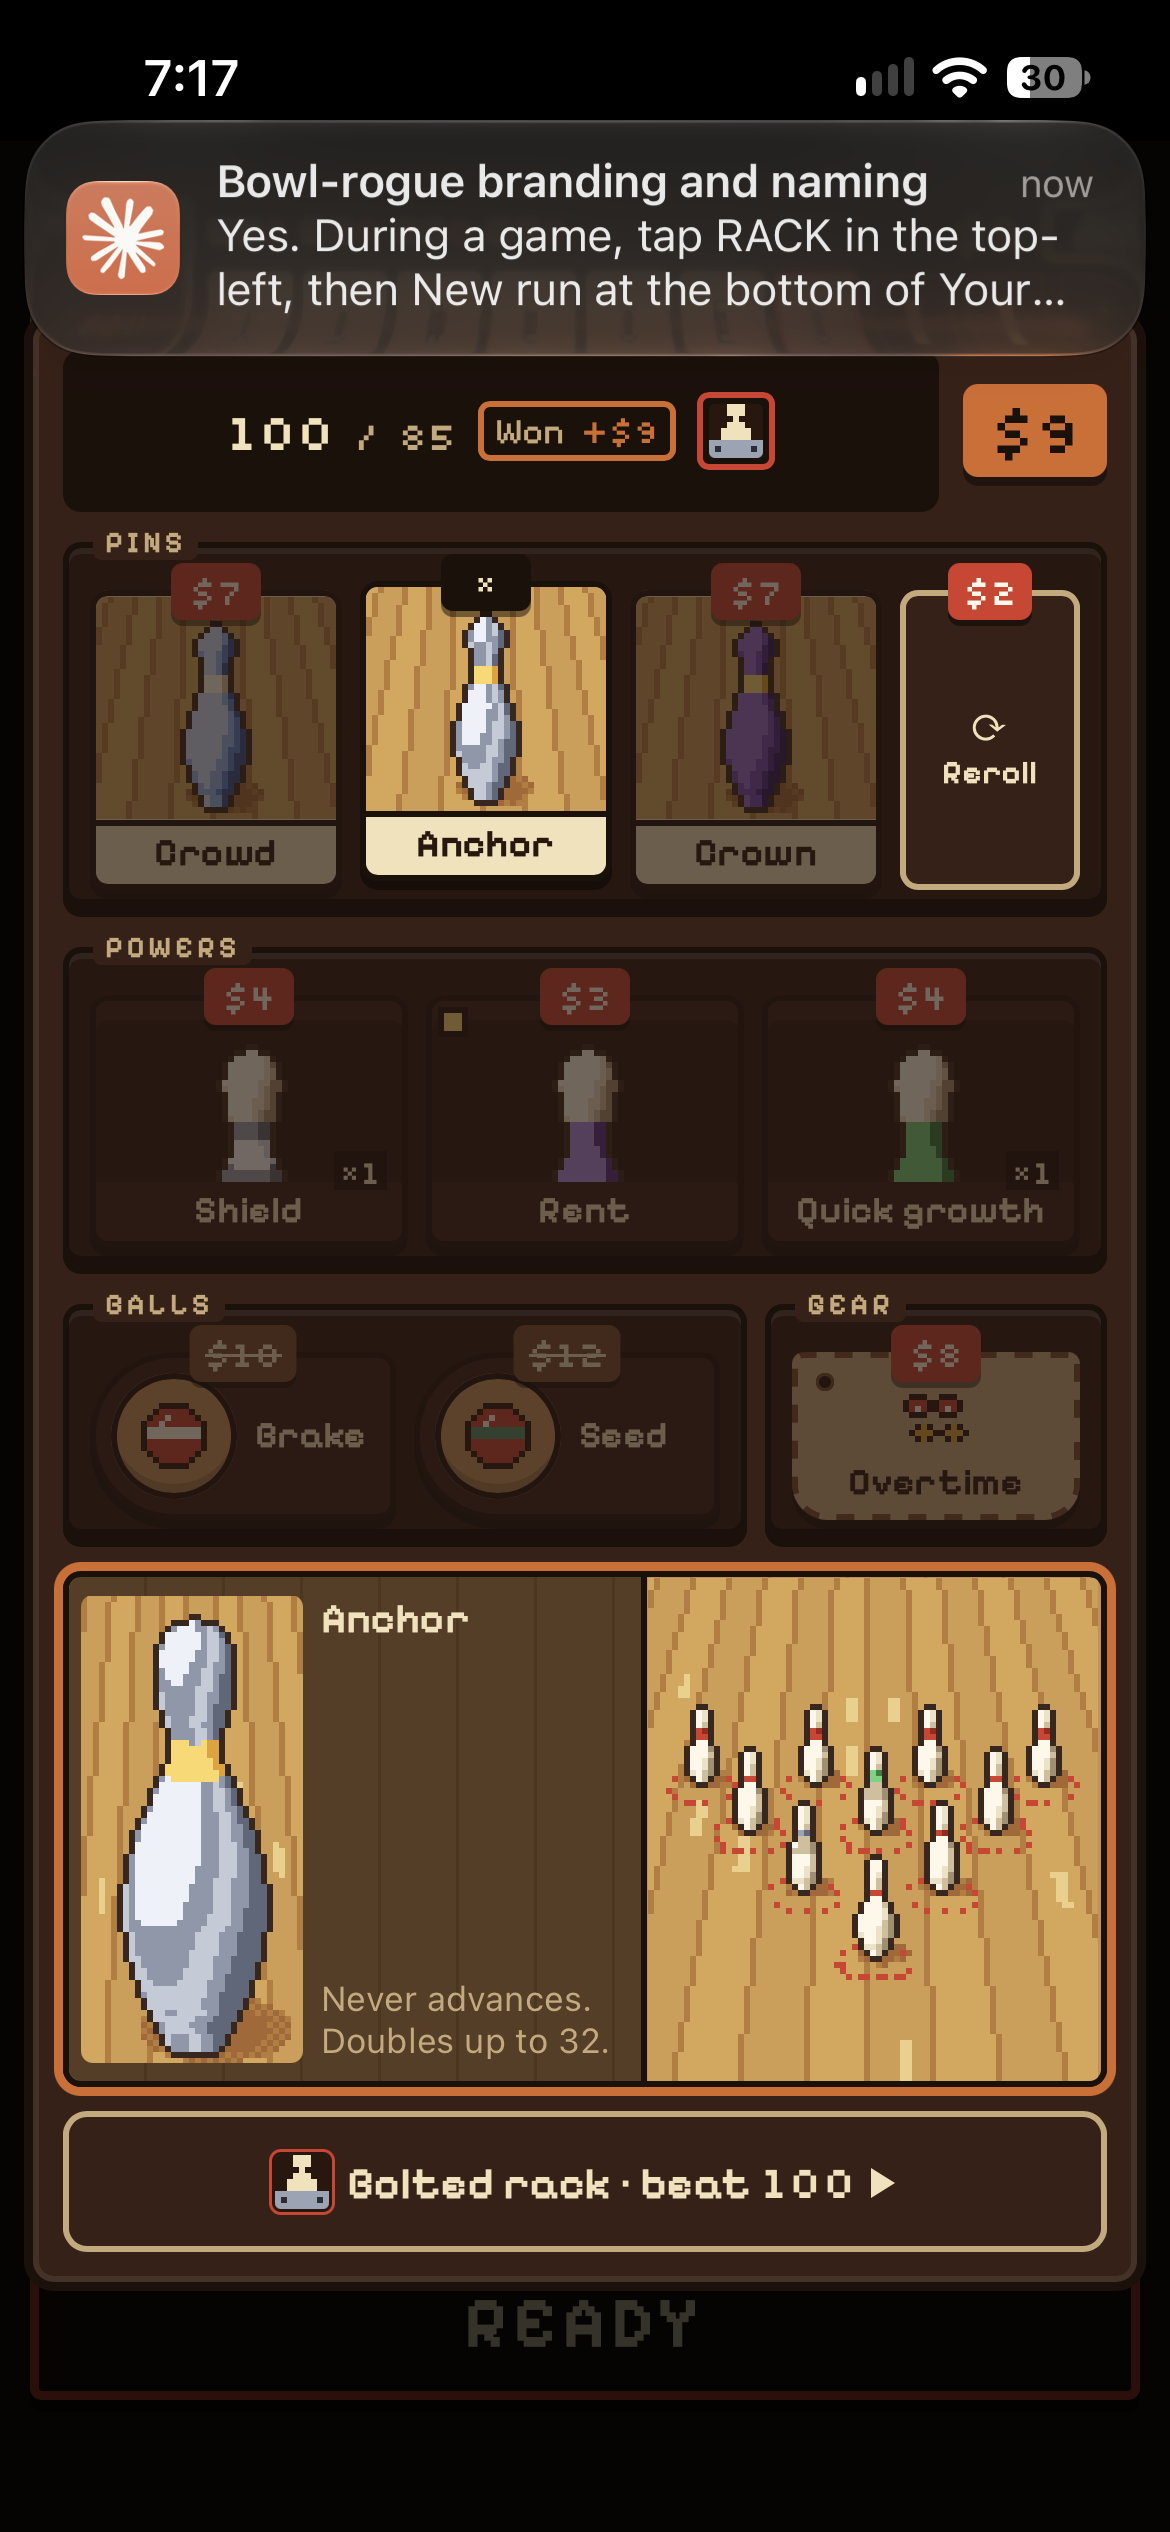 7:17
30
Bowl-rogue branding and naming now
Yes. During a game, tap RACK in the top-
left, then New run at the bottom of Your...
100 / 85 Won +$9
$9
PINS
$7 x $7 $2
Crowd Anchor Crown Reroll
POWERS
$4 $3 $4
x1 x1
Shield Rent Quick growth
BALLS
GEAR
$10 $12 $8
Brake Seed
Overtime
Anchor
Never advances.
Doubles up to 32.
Bolted rack · beat 100
READY